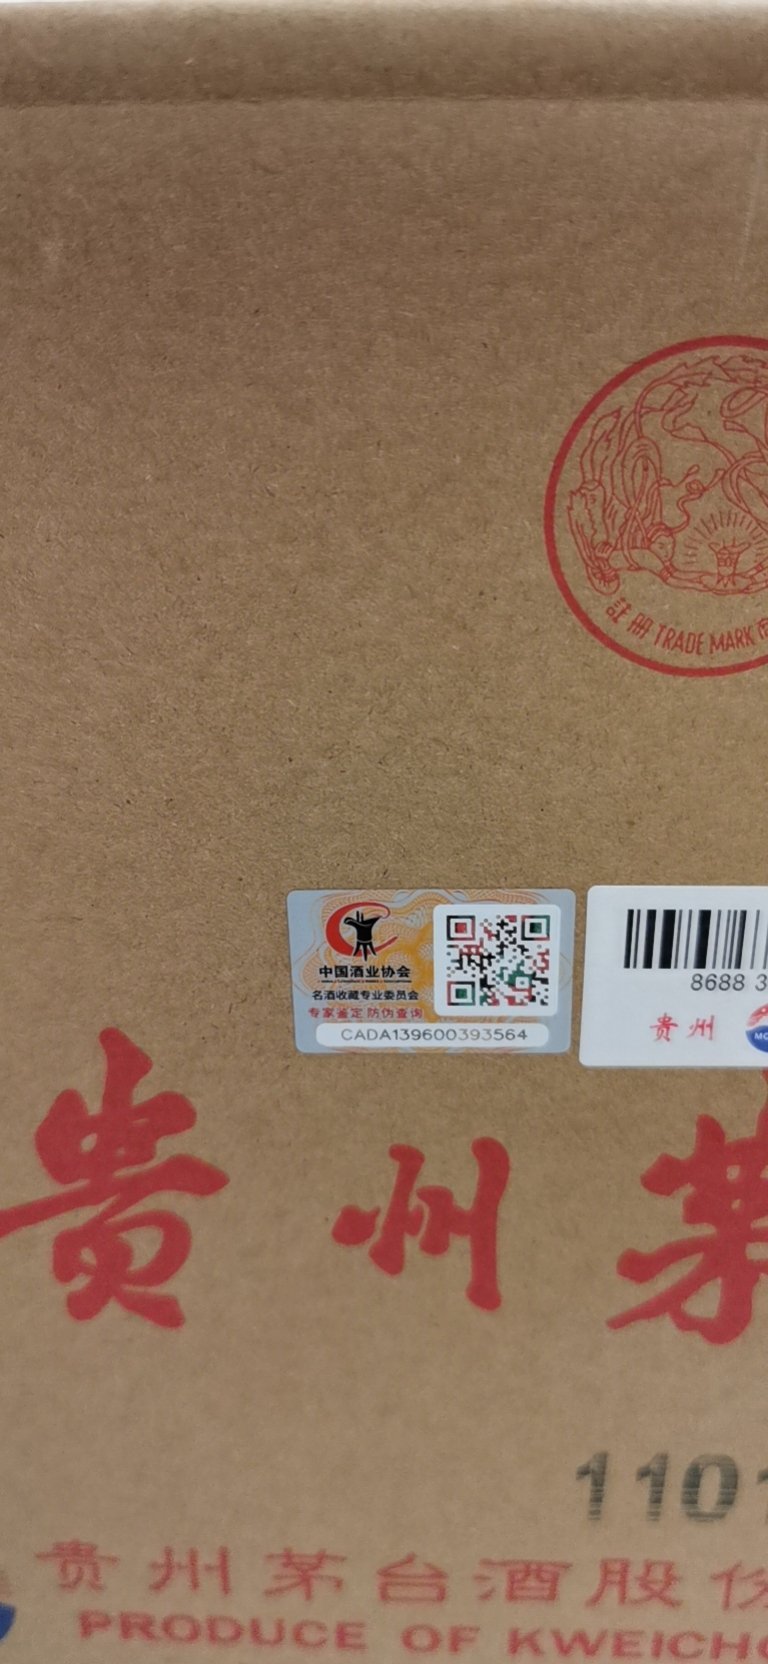 註册 TRADE MARK 商
中国酒业协会
名酒收藏专业委员会
专家鉴定 防伪查询
CADA139600393564
8688 3
贵州
贵州茅
1101
贵州茅台酒股份
PRODUCE OF KWEICHO